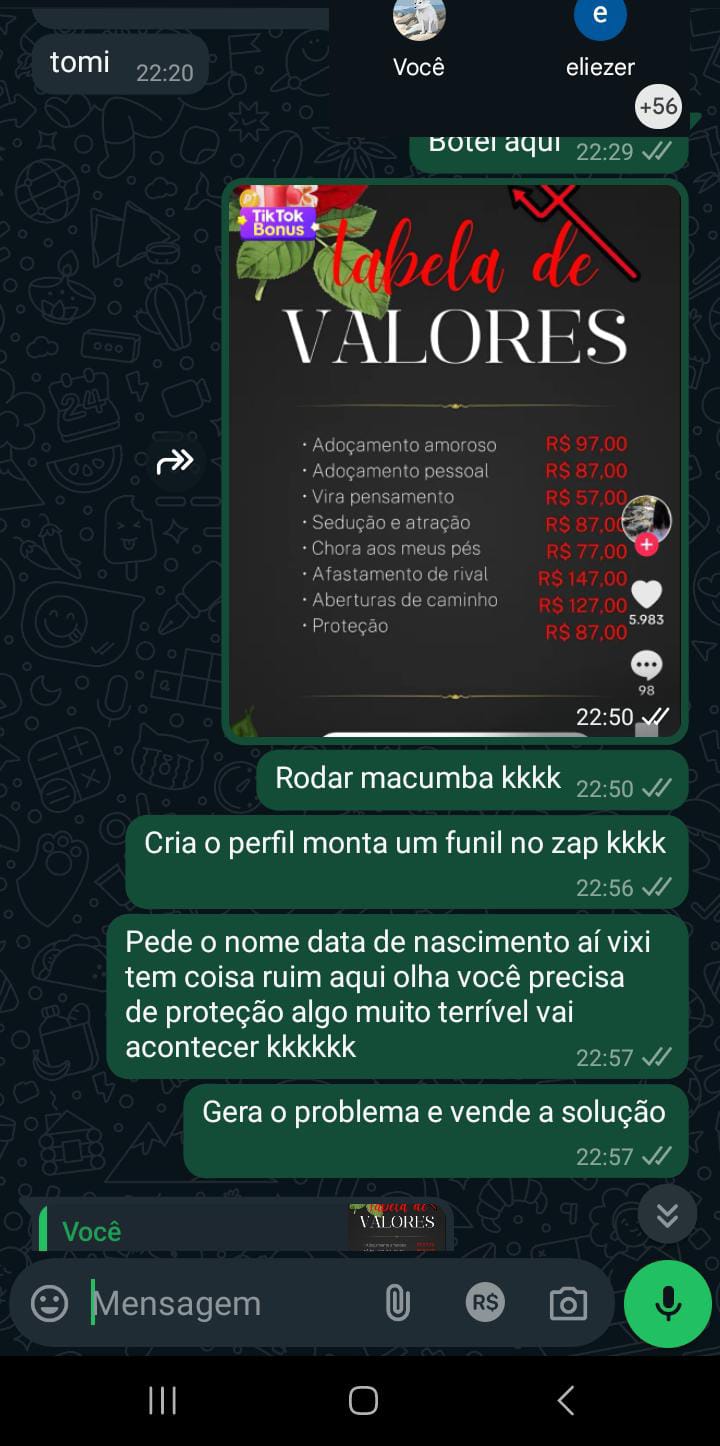 tomi 22:20
Você
eliezer
e
+56
Botei aqui 22:29
TikTok
Bonus
tabela de
VALORES
· Adoçamento amoroso R$ 97,00
· Adoçamento pessoal R$ 87,00
· Vira pensamento R$ 57,00
· Sedução e atração R$ 87,00
· Chora aos meus pés R$ 77,00
· Afastamento de rival R$ 147,00
· Aberturas de caminho R$ 127,00
· Proteção R$ 87,00
5.983
98
22:50
Rodar macumba kkkk 22:50
Cria o perfil monta um funil no zap kkkk
22:56
Pede o nome data de nascimento aí vixi
tem coisa ruim aqui olha você precisa
de proteção algo muito terrível vai
acontecer kkkkkk 22:57
Gera o problema e vende a solução
22:57
Você
tabela de
VALORES
Mensagem
R$